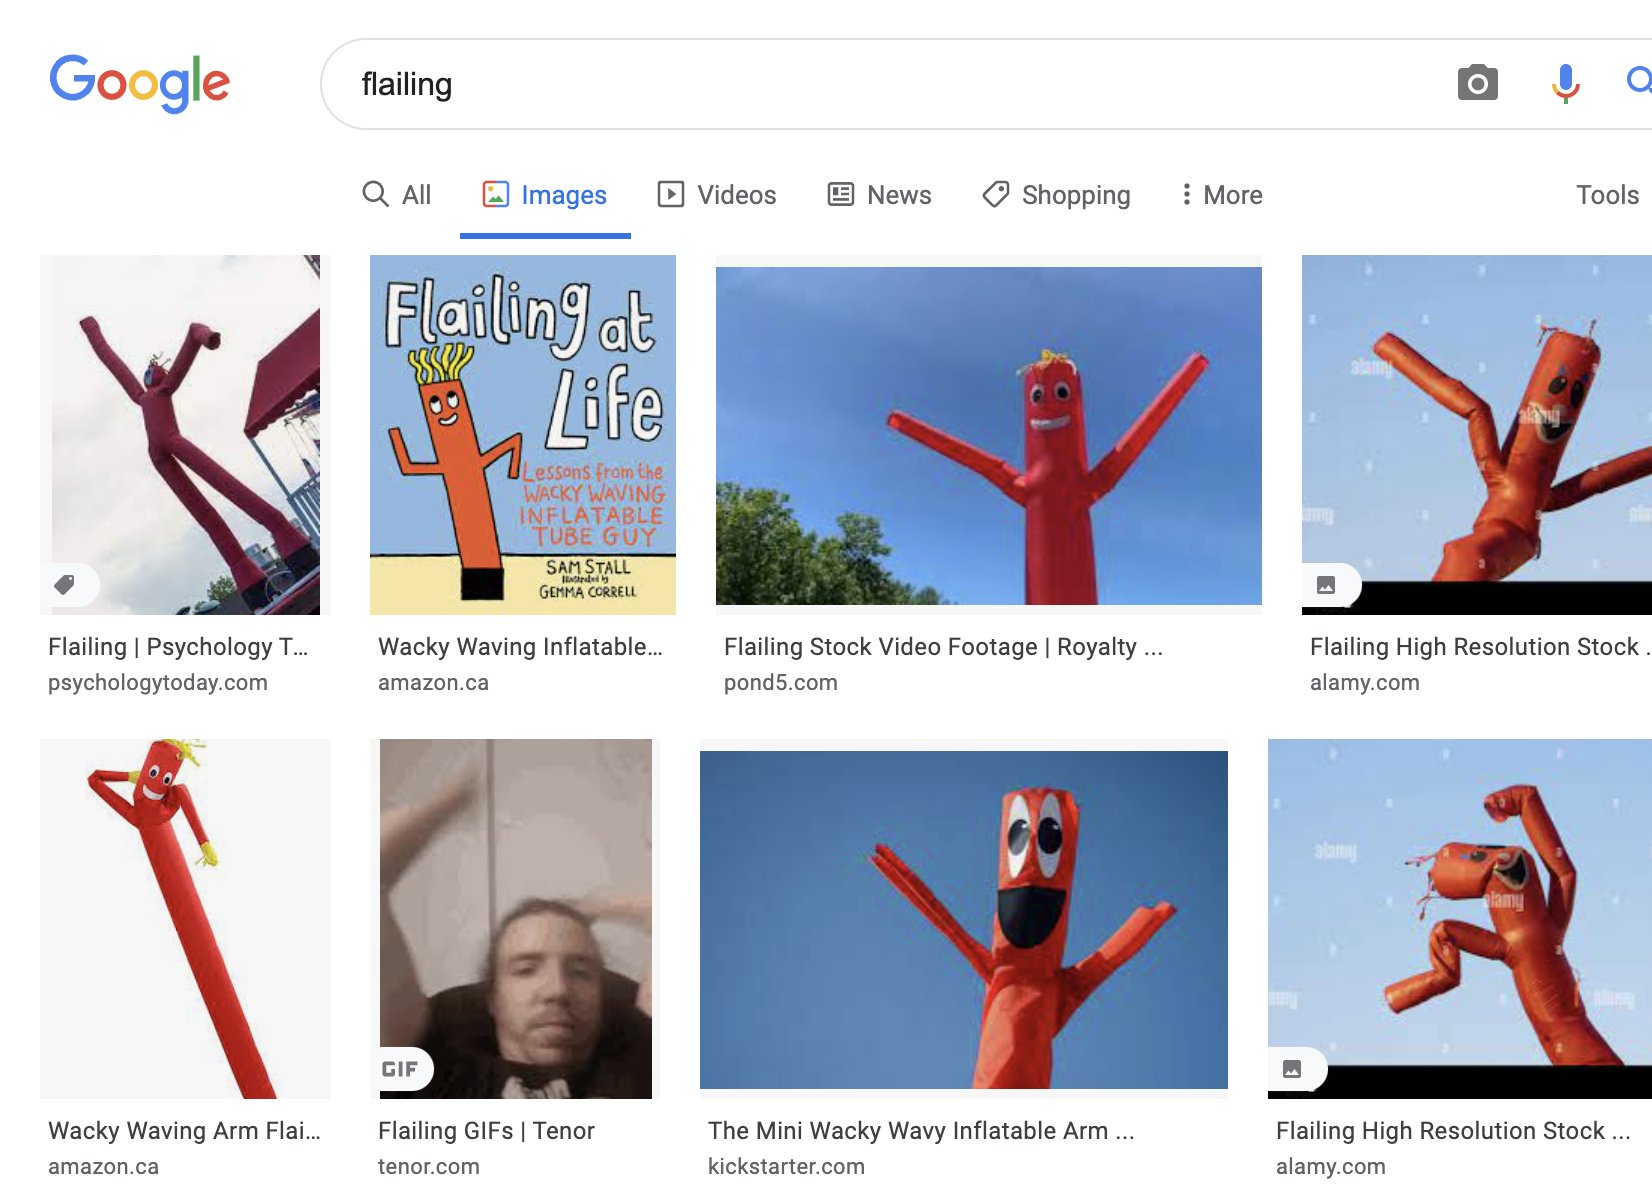 Google
flailing
All
Images
Videos
News
Shopping
More
Tools
Flailing at
Life
Lessons from the
WACKY WAVING
INFLATABLE
TUBE GUY
SAM STALL
Illustrated by
GEMMA CORRELL
alamy
alamy
Flailing | Psychology T...
psychologytoday.com
Wacky Waving Inflatable...
amazon.ca
Flailing Stock Video Footage | Royalty ...
pond5.com
Flailing High Resolution Stock .
alamy.com
GIF
alamy
alamy
alamy
Wacky Waving Arm Flai...
amazon.ca
Flailing GIFs | Tenor
tenor.com
The Mini Wacky Wavy Inflatable Arm ...
kickstarter.com
Flailing High Resolution Stock ...
alamy.com